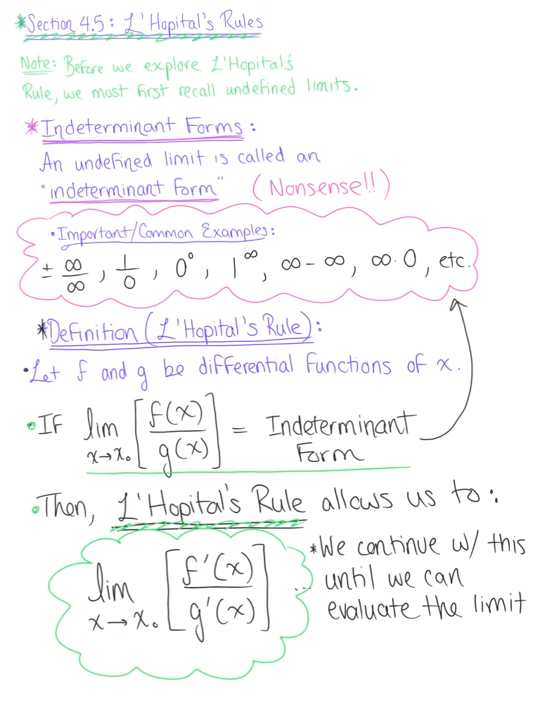 *Section 4.5: L'Hopital's Rules
Note: Before we explore L'Hopital's
Rule, we must first recall undefined limits.
*Indeterminant Forms:
An undefined limit is called an
"indeterminant form" (Nonsense!!)
•Important/Common Examples:
± ∞/∞ , 1/0 , 0⁰ , 1^∞ , ∞ - ∞ , ∞·0 , etc.
*Definition (L'Hopital's Rule):
•Let f and g be differential functions of x.
•If lim x→x₀ [f(x)/g(x)] = Indeterminant
Form
•Then, L'Hopital's Rule allows us to:
lim x→x₀ [f'(x)/g'(x)] ...
*We continue w/ this
until we can
evaluate the limit